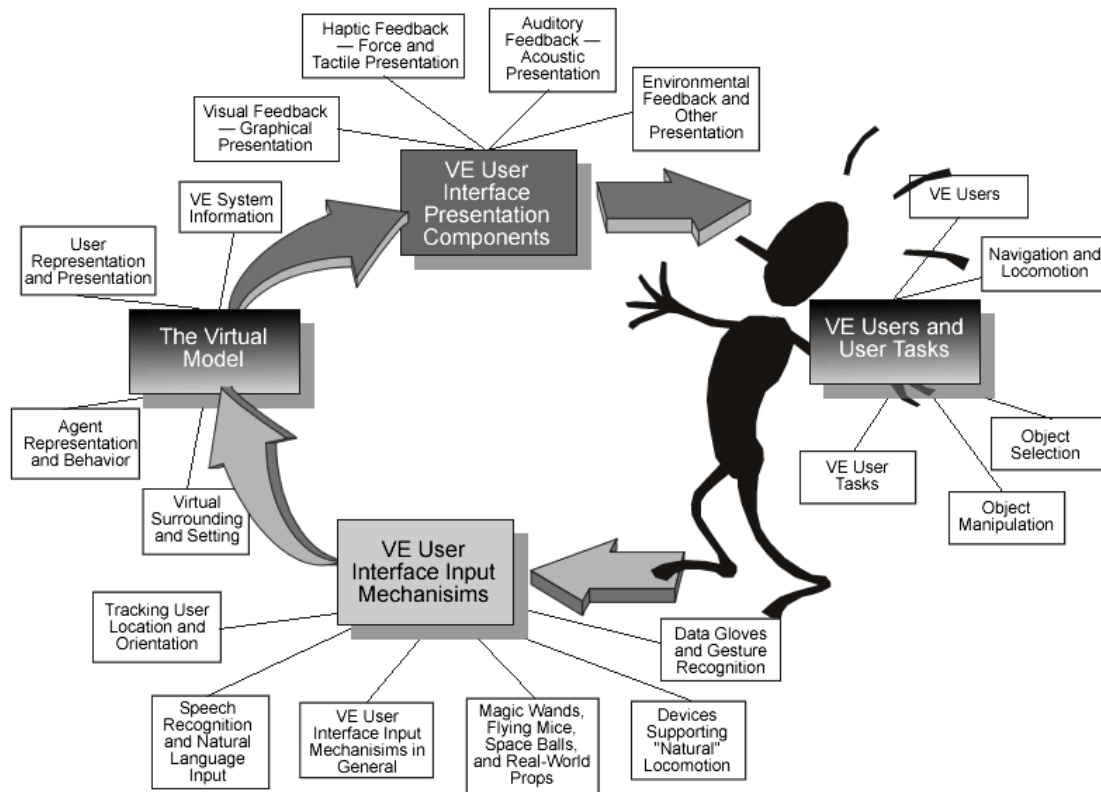 Haptic Feedback
— Force and
Tactile Presentation
Auditory
Feedback —
Acoustic
Presentation
Environmental
Feedback and
Other
Presentation
Visual Feedback
— Graphical
Presentation
VE User
Interface
Presentation
Components
VE System
Information
User
Representation
and Presentation
VE Users
Navigation and
Locomotion
The Virtual
Model
VE Users and
User Tasks
Agent
Representation
and Behavior
Virtual
Surrounding
and Setting
Object
Selection
VE User
Tasks
Object
Manipulation
VE User
Interface Input
Mechanisims
Tracking User
Location and
Orientation
Data Gloves
and Gesture
Recognition
Speech
Recognition
and Natural
Language
Input
VE User
Interface Input
Mechanisims in
General
Magic Wands,
Flying Mice,
Space Balls,
and Real-World
Props
Devices
Supporting
"Natural"
Locomotion